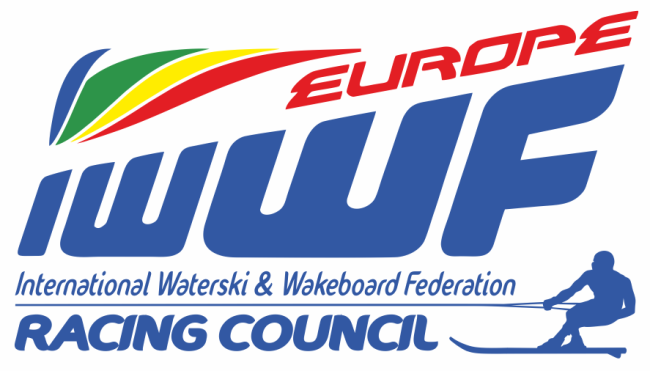 EUROPE
IWWF
International Waterski & Wakeboard Federation
RACING COUNCIL